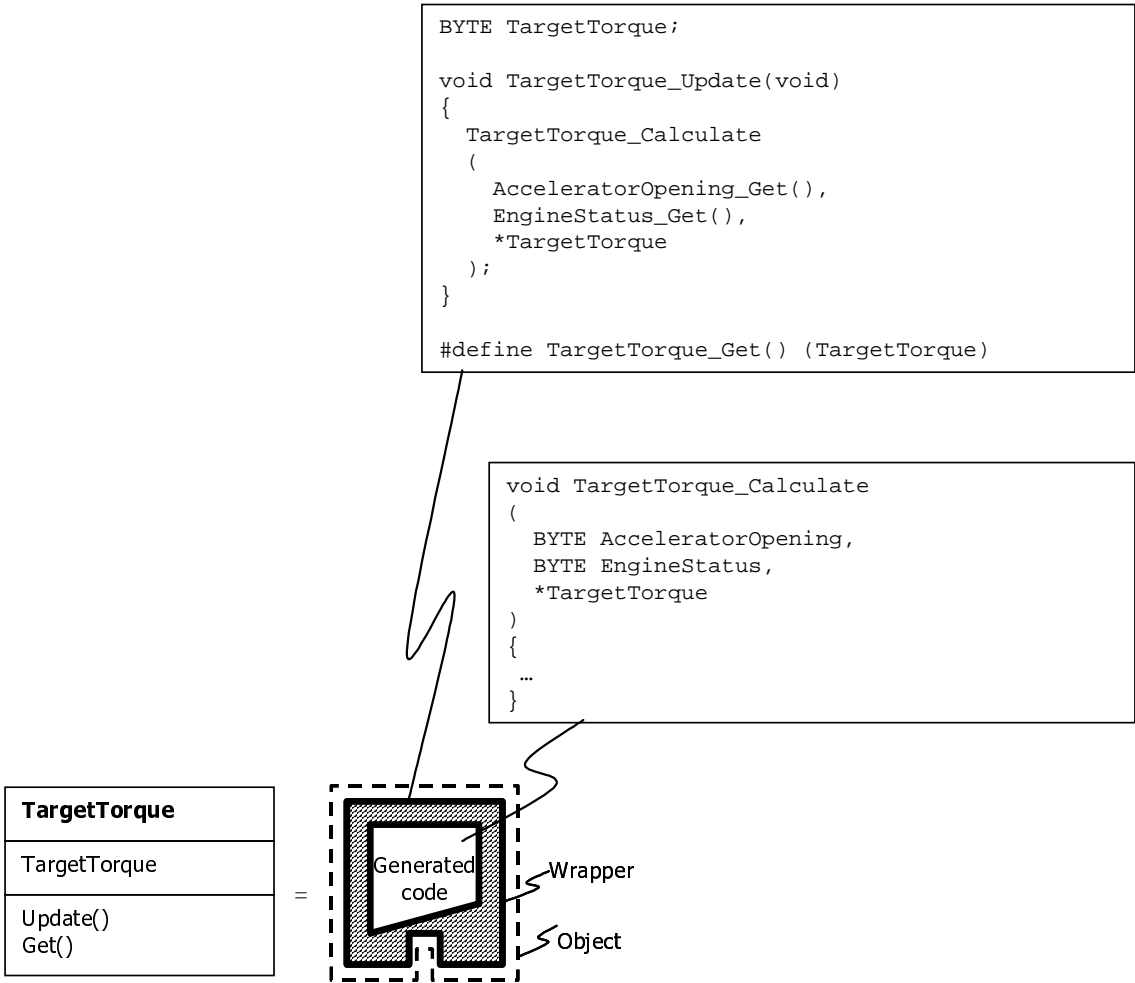 BYTE TargetTorque;
void TargetTorque_Update(void)
{
TargetTorque_Calculate
(
AcceleratorOpening_Get(),
EngineStatus_Get(),
*TargetTorque
);
}
#define TargetTorque_Get() (TargetTorque)
void TargetTorque_Calculate
(
BYTE AcceleratorOpening,
BYTE EngineStatus,
*TargetTorque
)
{
…
}
TargetTorque
TargetTorque
Update()
Get()
=
Generated
code
Wrapper
Object